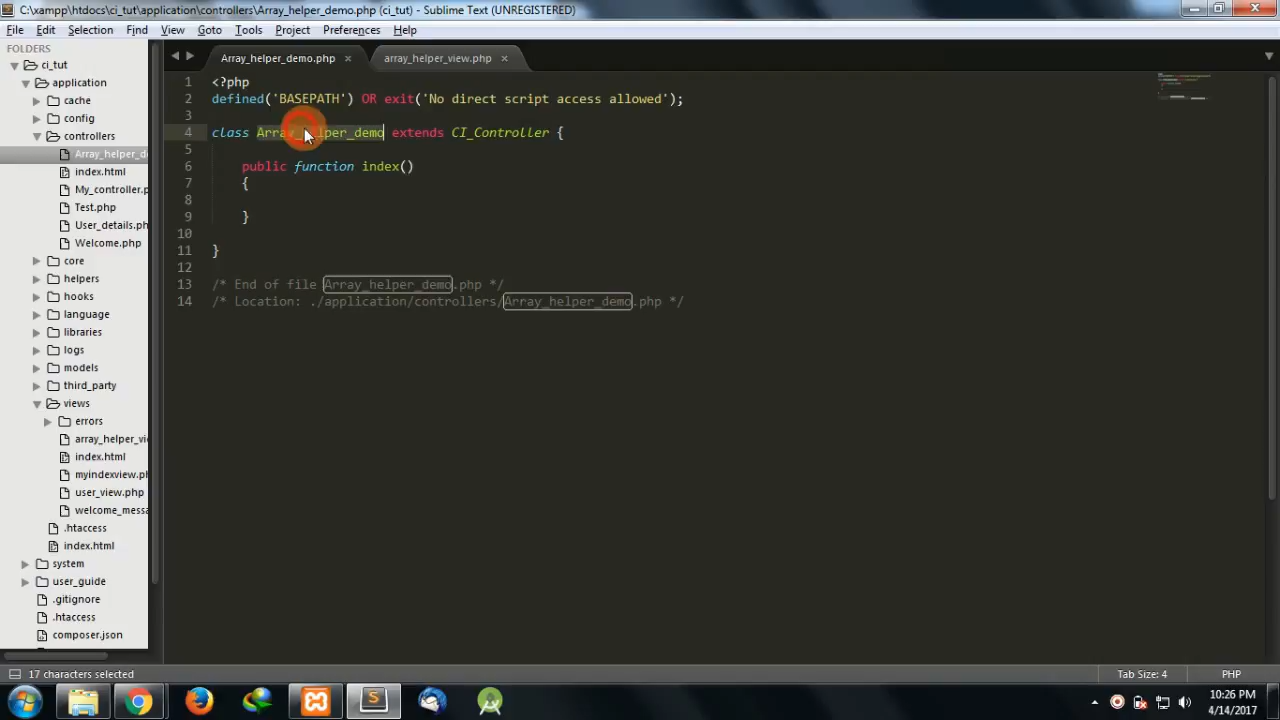 C:\xampp\htdocs\ci_tut\application\controllers\Array_helper_demo.php (ci_tut) - Sublime Text (UNREGISTERED)
File Edit Selection Find View Goto Tools Project Preferences Help
FOLDERS
ci_tut
application
cache
config
controllers
Array_helper_d
index.html
My_controller.p
Test.php
User_details.ph
Welcome.php
core
helpers
hooks
language
libraries
logs
models
third_party
views
errors
array_helper_vi
index.html
myindexview.ph
user_view.php
welcome_messa
.htaccess
index.html
system
user_guide
.gitignore
.htaccess
composer.json
Array_helper_demo.php × array_helper_view.php ×
1 <?php
2 defined('BASEPATH') OR exit('No direct script access allowed');
3
4 class Array_helper_demo extends CI_Controller {
5
6 public function index()
7 {
8
9 }
10
11 }
12
13 /* End of file Array_helper_demo.php */
14 /* Location: ./application/controllers/Array_helper_demo.php */
17 characters selected
Tab Size: 4
PHP
10:26 PM
4/14/2017